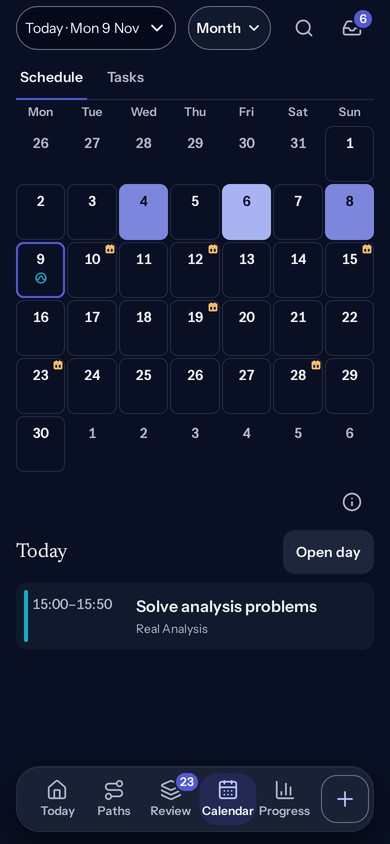 Today · Mon 9 Nov
Month
6
Schedule Tasks
Mon Tue Wed Thu Fri Sat Sun
26 27 28 29 30 31 1
2 3 4 5 6 7 8
9 10 11 12 13 14 15
16 17 18 19 20 21 22
23 24 25 26 27 28 29
30 1 2 3 4 5 6
Today
Open day
15:00–15:50 Solve analysis problems
Real Analysis
23
Today Paths Review Calendar Progress